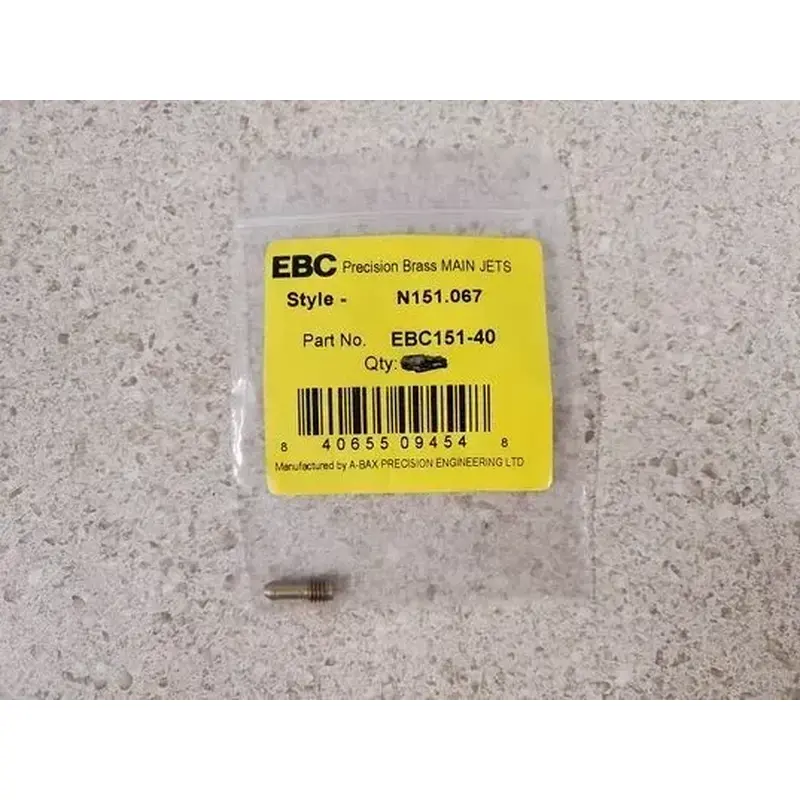 EBC Precision Brass MAIN JETS
Style - N151.067
Part No. EBC151-40
Qty:
8 40655 09454 8
Manufactured by A-BAX PRECISION ENGINEERING LTD